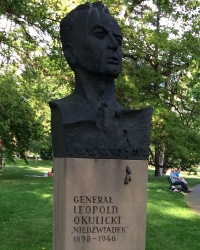 GENERAŁ
LEOPOLD
OKULICKI
„NIEDŹWIADEK"
1898 - 1946